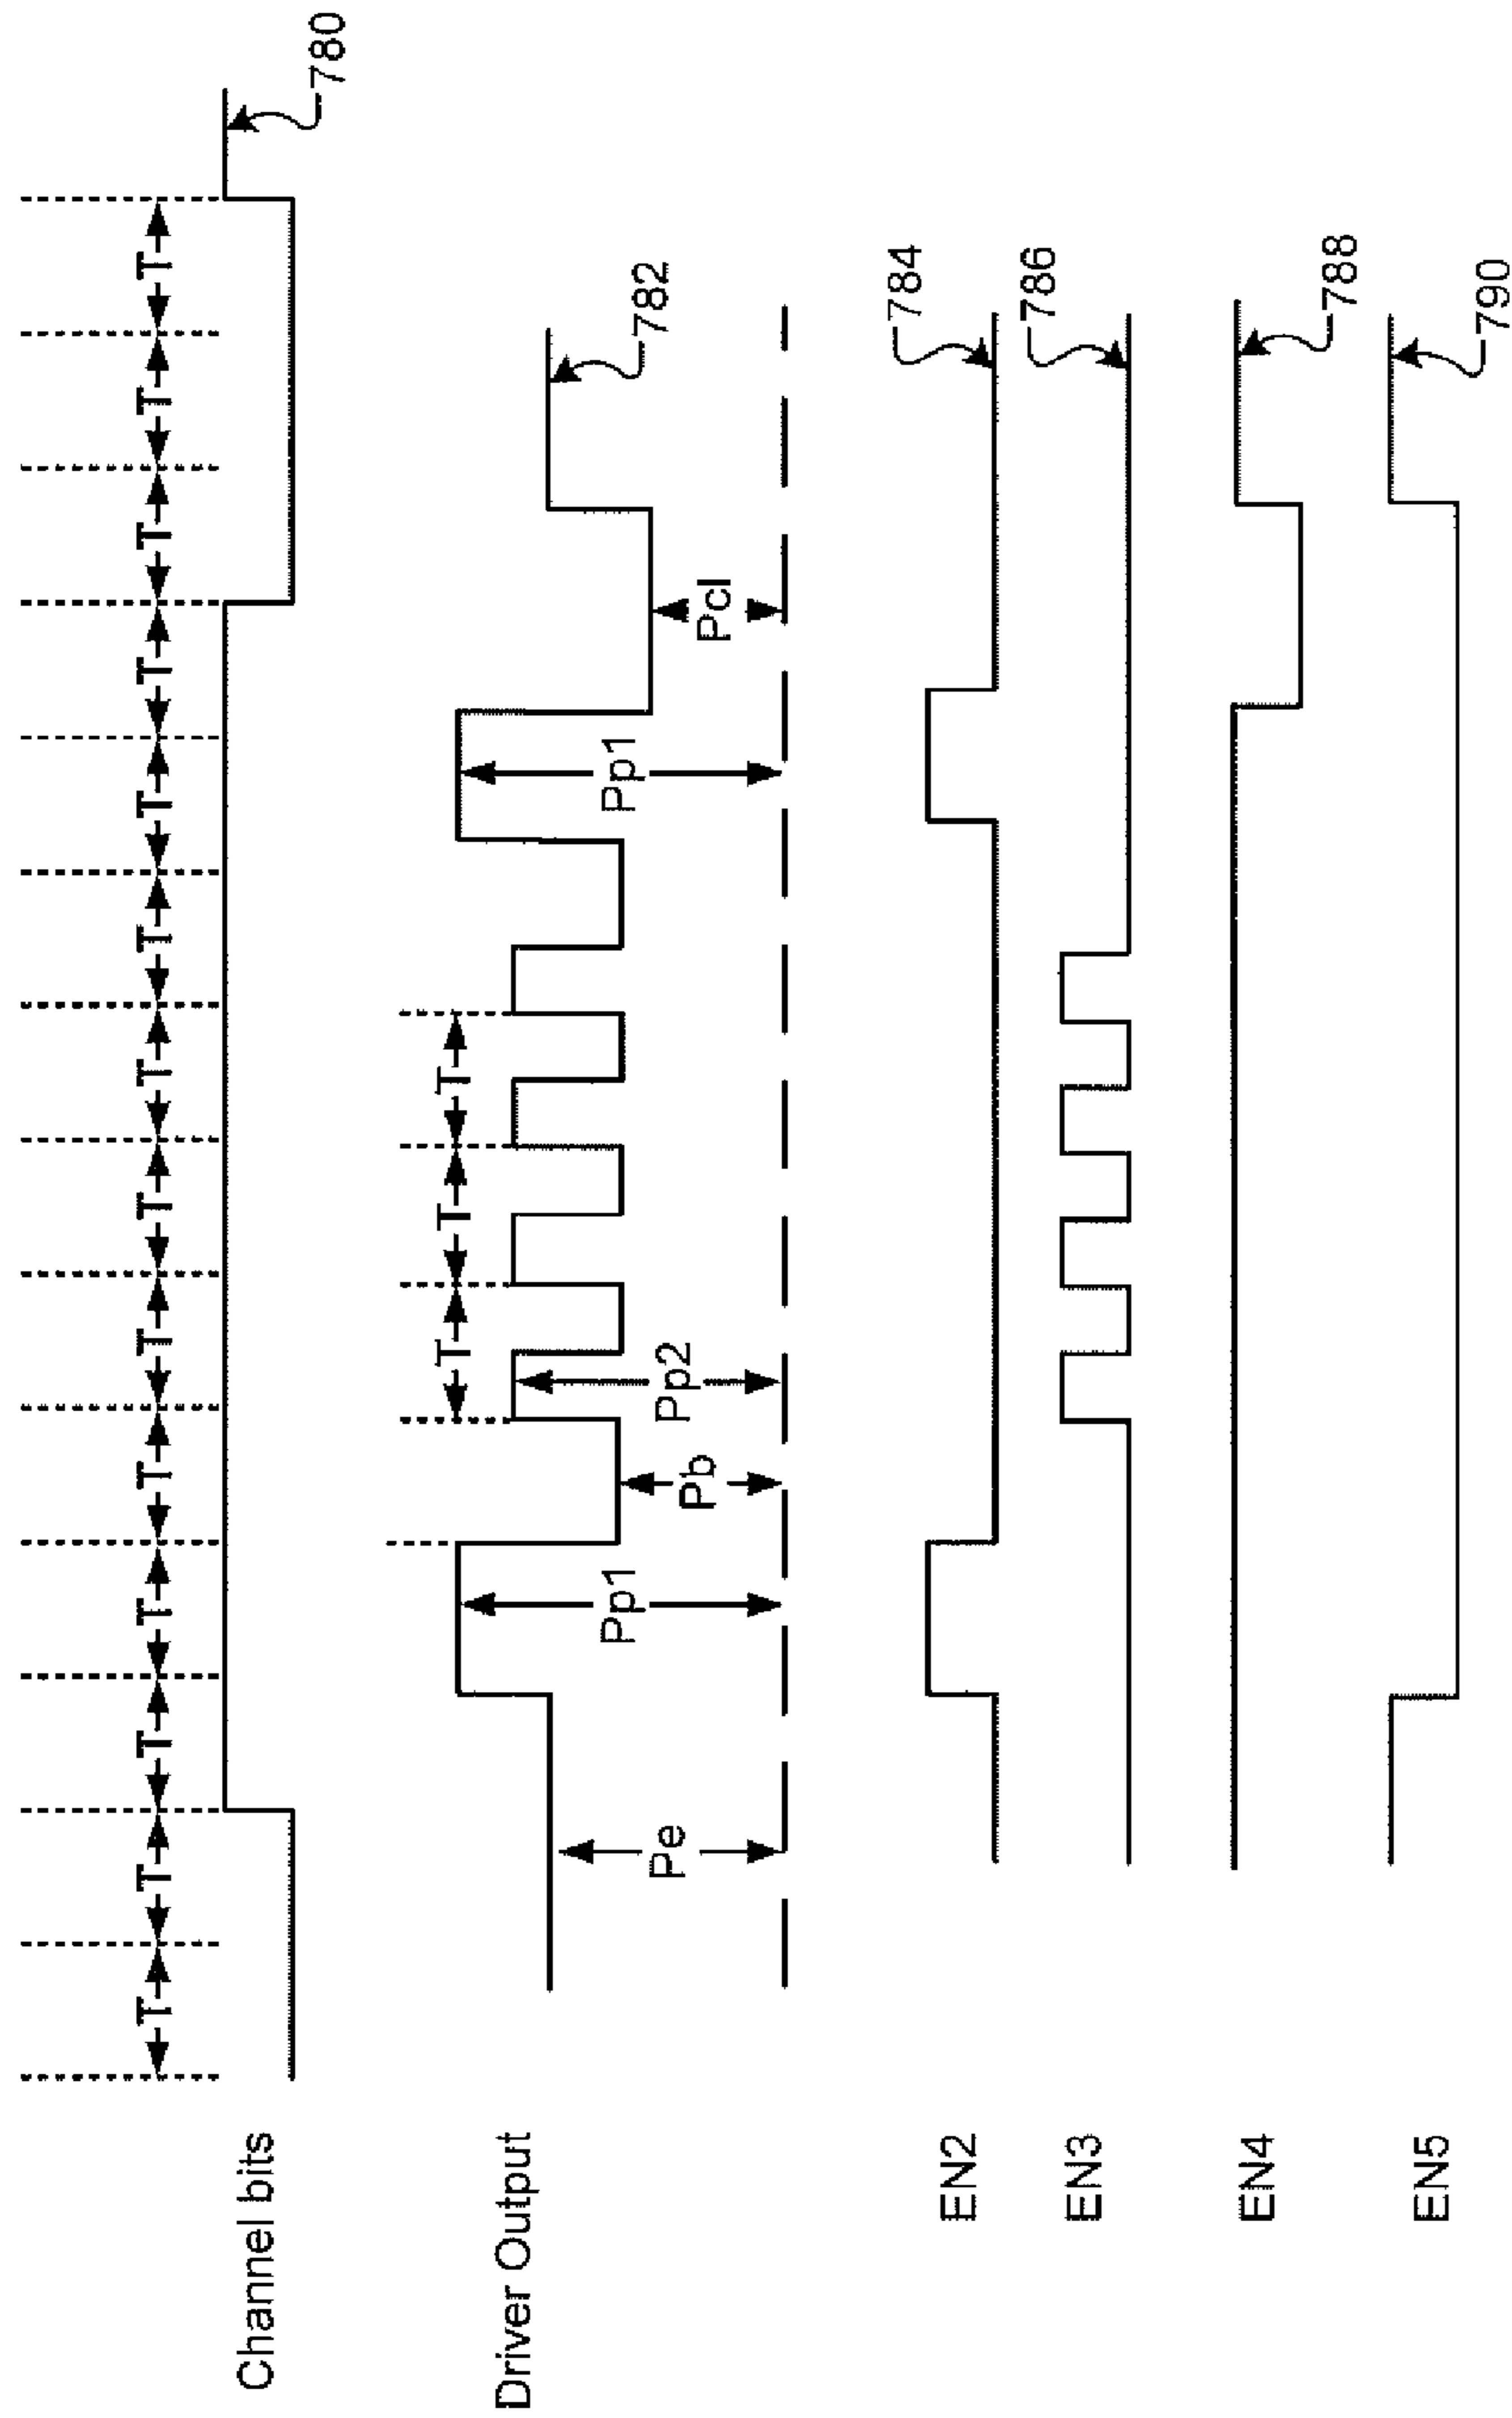 T T T T T T T T T T T T T T
Channel bits
780
T T T
Driver Output
Pe Pp1 Pb Pp2 Pp1 Pcl
782
EN2
784
EN3
786
EN4
788
EN5
790